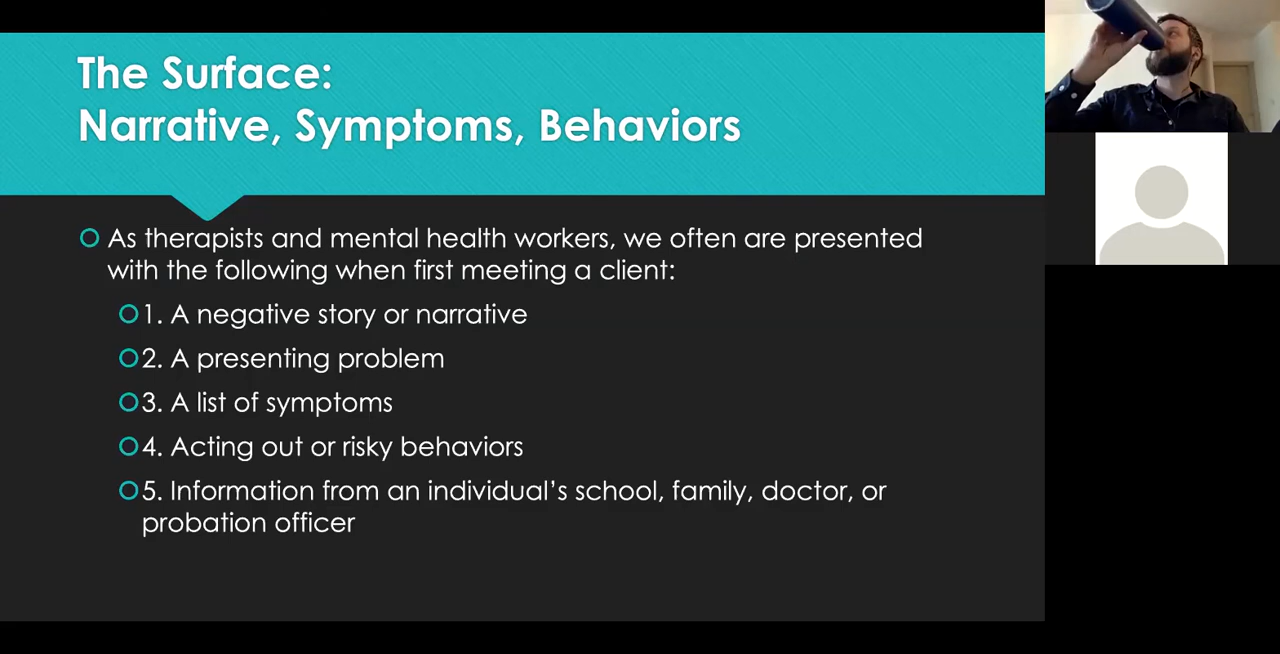 The Surface:
Narrative, Symptoms, Behaviors
As therapists and mental health workers, we often are presented
with the following when first meeting a client:
1. A negative story or narrative
2. A presenting problem
3. A list of symptoms
4. Acting out or risky behaviors
5. Information from an individual’s school, family, doctor, or
probation officer